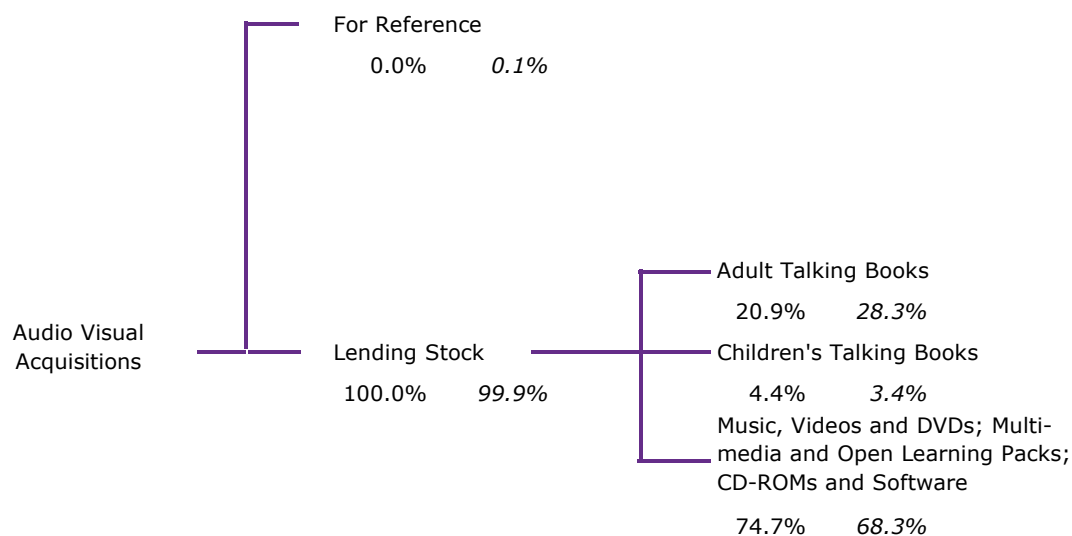 For Reference
0.0% 0.1%
Audio Visual
Acquisitions
Lending Stock
100.0% 99.9%
Adult Talking Books
20.9% 28.3%
Children's Talking Books
4.4% 3.4%
Music, Videos and DVDs; Multi-
media and Open Learning Packs;
CD-ROMs and Software
74.7% 68.3%